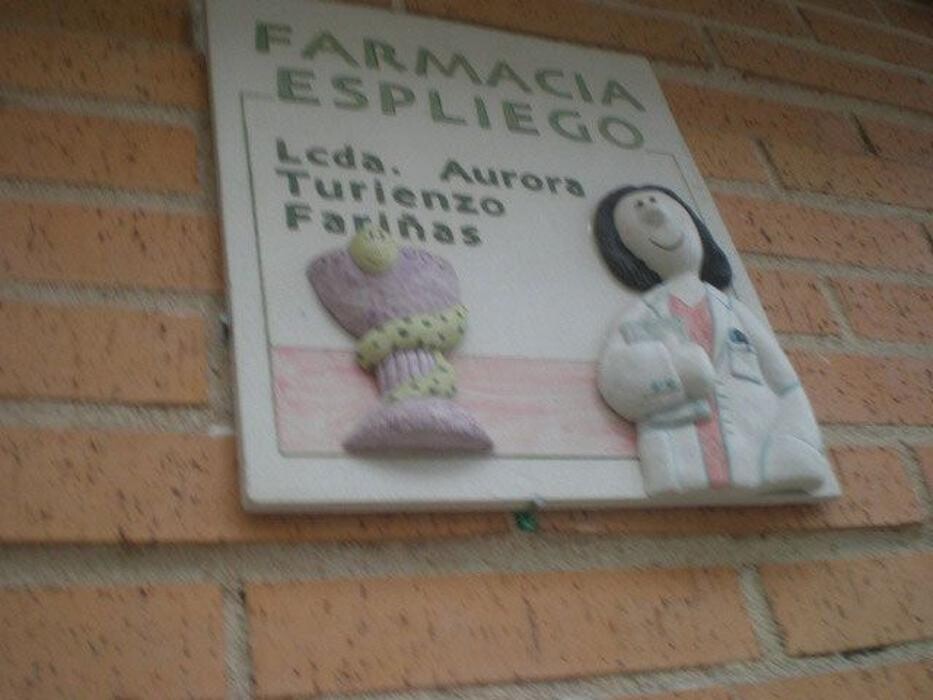 FARMACIA
ESPLIEGO
Lcda. Aurora
Turienzo
Fariñas